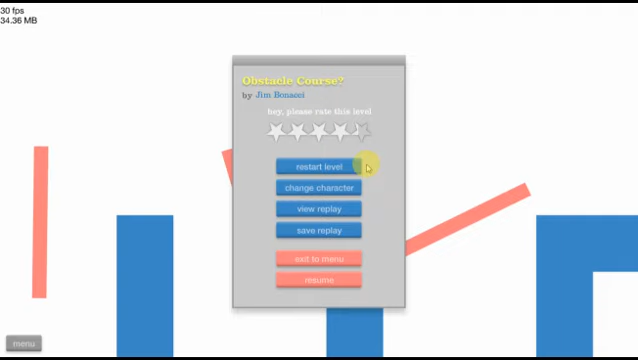 30 fps
34.36 MB
Obstacle Course?
by Jim Bonacci
hey, please rate this level
restart level
change character
view replay
save replay
exit to menu
resume
menu